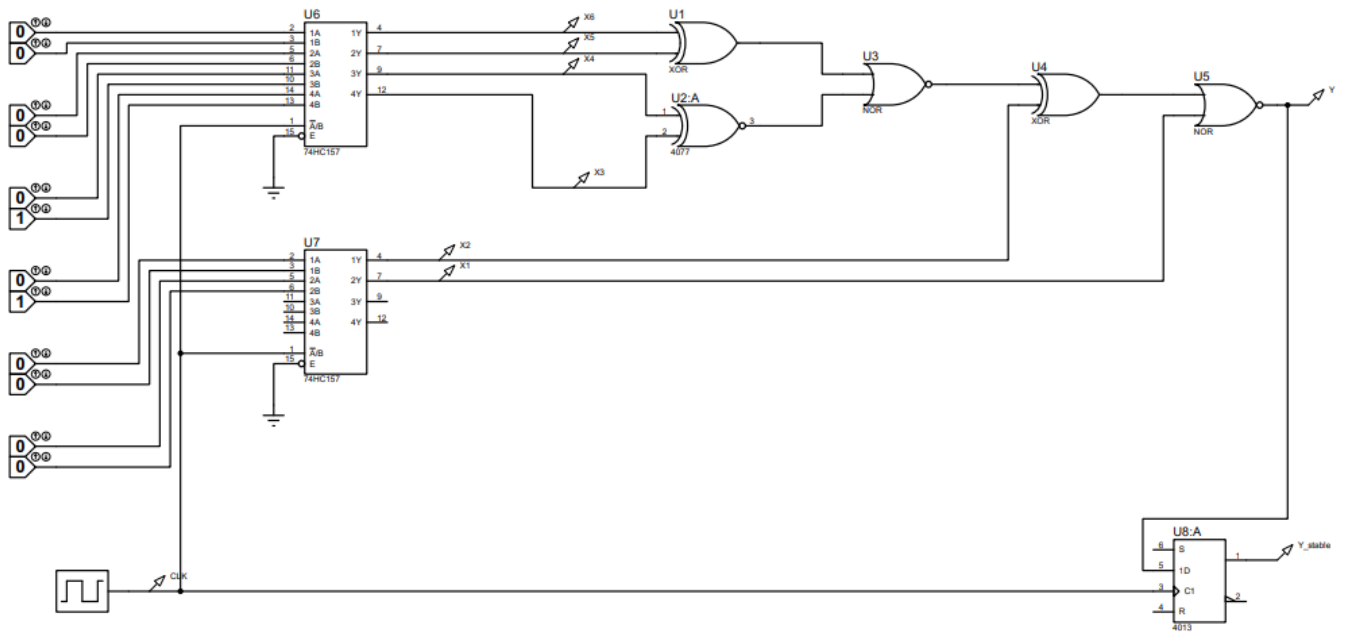 U6
0 2 1A 1Y 4 X6 U1
0 3 1B
5 2A 2Y 7 X5 XOR
6 2B
11 3A 3Y 9 X4
10 3B
14 4A 4Y 12
13 4B
0
0
1 A/B
15 E
74HC157
U2:A
1
2
3
4077
U3
NOR
U4
XOR
U5
NOR
Y
X3
0
1
0
1
U7
2 1A 1Y 4 X2
3 1B
5 2A 2Y 7 X1
6 2B
11 3A 3Y 9
10 3B
14 4A 4Y 12
13 4B
1 A/B
15 E
74HC157
0
0
0
0
CLK
U8:A
6 S
5 1D
3 C1
4 R
1
2
Y_stable
4013